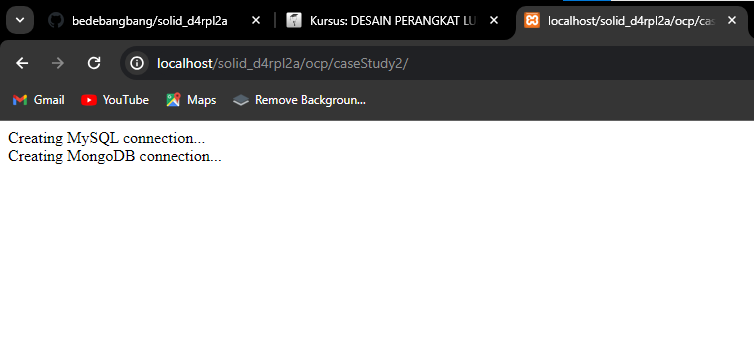 bedebangbang/solid_d4rpl2a
Kursus: DESAIN PERANGKAT LU
localhost/solid_d4rpl2a/ocp/cas
localhost/solid_d4rpl2a/ocp/caseStudy2/
Gmail
YouTube
Maps
Remove Backgroun...
Creating MySQL connection...
Creating MongoDB connection...